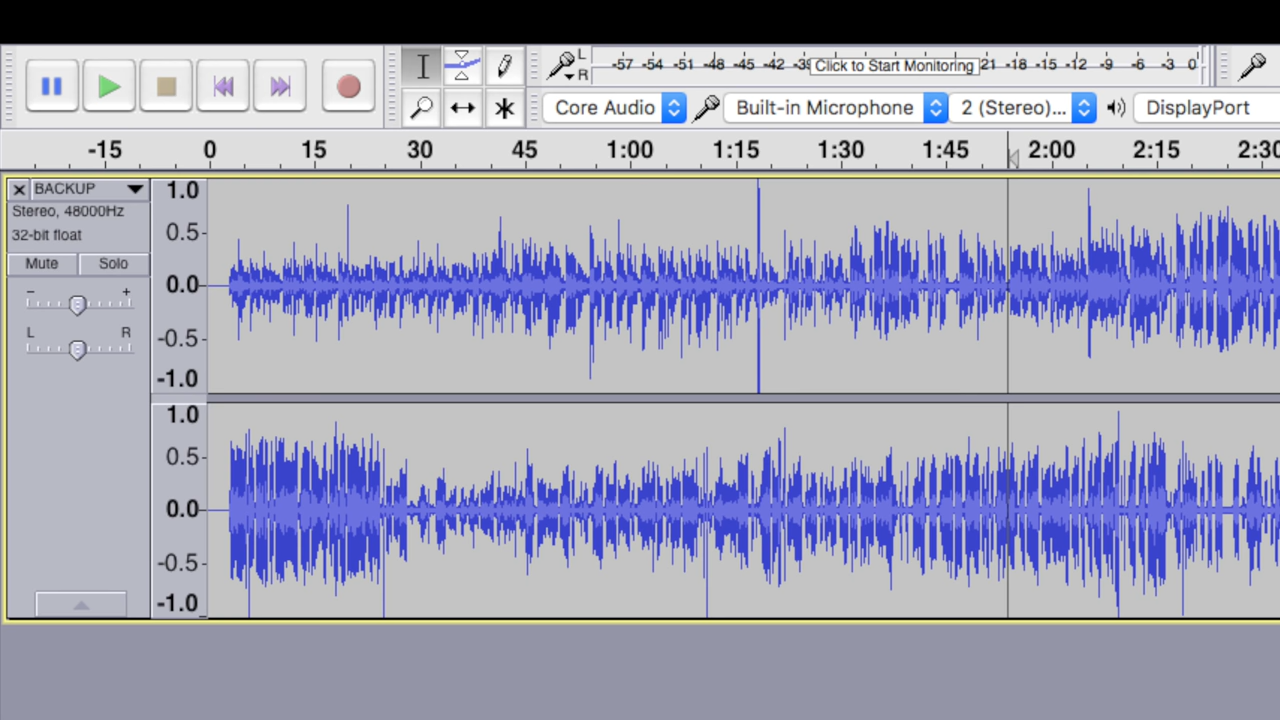 L
R
-57 -54 -51 -48 -45 -42 -39 Click to Start Monitoring 21 -18 -15 -12 -9 -6 -3 0
Core Audio Built-in Microphone 2 (Stereo)... DisplayPort
-15 0 15 30 45 1:00 1:15 1:30 1:45 2:00 2:15 2:30
BACKUP
Stereo, 48000Hz
32-bit float
Mute Solo
- +
L R
1.0
0.5
0.0
-0.5
-1.0
1.0
0.5
0.0
-0.5
-1.0